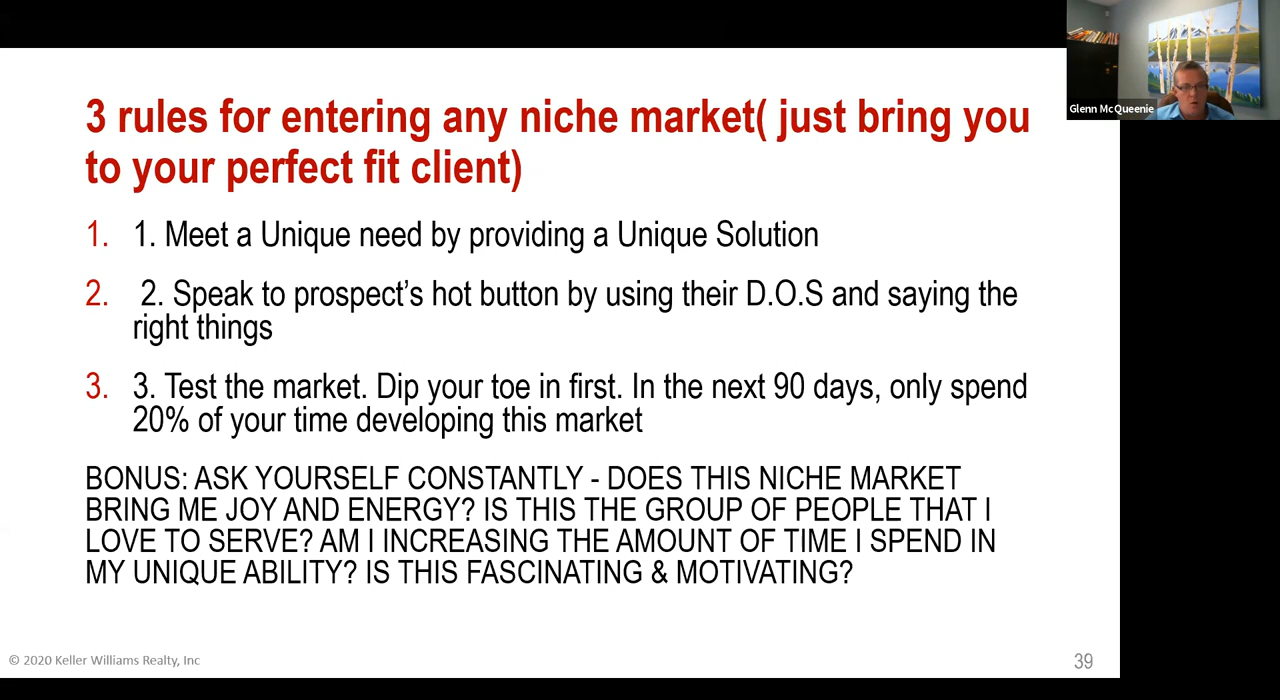 3 rules for entering any niche market( just bring you
to your perfect fit client)
1. 1. Meet a Unique need by providing a Unique Solution
2. 2. Speak to prospect’s hot button by using their D.O.S and saying the
right things
3. 3. Test the market. Dip your toe in first. In the next 90 days, only spend
20% of your time developing this market
BONUS: ASK YOURSELF CONSTANTLY - DOES THIS NICHE MARKET
BRING ME JOY AND ENERGY? IS THIS THE GROUP OF PEOPLE THAT I
LOVE TO SERVE? AM I INCREASING THE AMOUNT OF TIME I SPEND IN
MY UNIQUE ABILITY? IS THIS FASCINATING & MOTIVATING?
© 2020 Keller Williams Realty, Inc
39
Glenn McQueenie